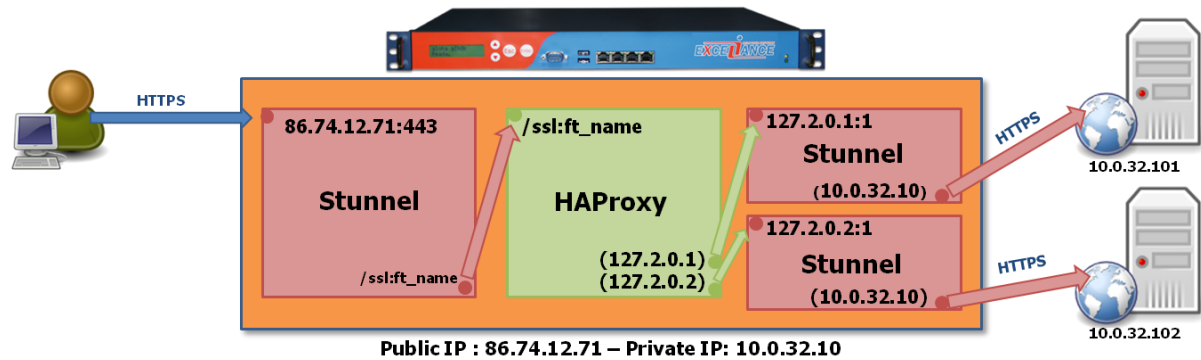 EXCELIANCE
HTTPS
86.74.12.71:443
Stunnel
/ssl:ft_name
/ssl:ft_name
HAProxy
(127.2.0.1)
(127.2.0.2)
127.2.0.1:1
Stunnel
(10.0.32.10)
127.2.0.2:1
Stunnel
(10.0.32.10)
HTTPS
10.0.32.101
HTTPS
10.0.32.102
Public IP : 86.74.12.71 – Private IP: 10.0.32.10